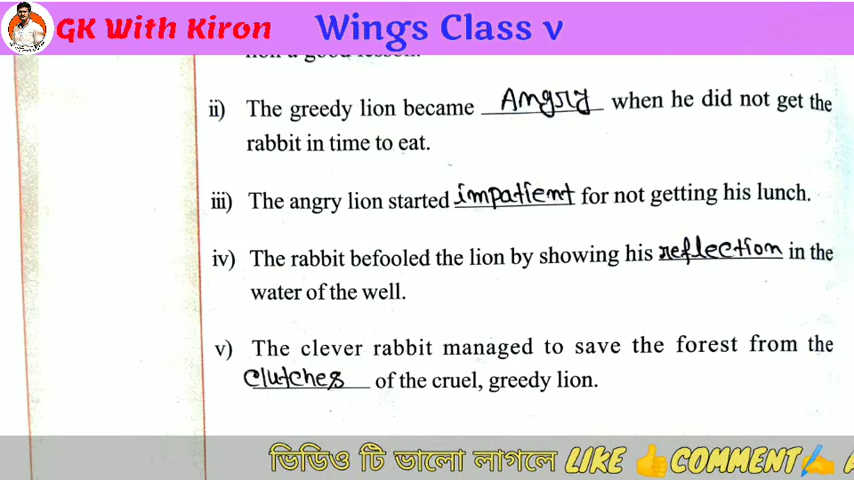 GK With Kiron Wings Class v
ii) The greedy lion became Angry when he did not get the
rabbit in time to eat.
iii) The angry lion started impatient for not getting his lunch.
iv) The rabbit befooled the lion by showing his reflection in the
water of the well.
v) The clever rabbit managed to save the forest from the
clutches of the cruel, greedy lion.
ভিডিও টি ভালো লাগলে LIKE 👍COMMENT✍️